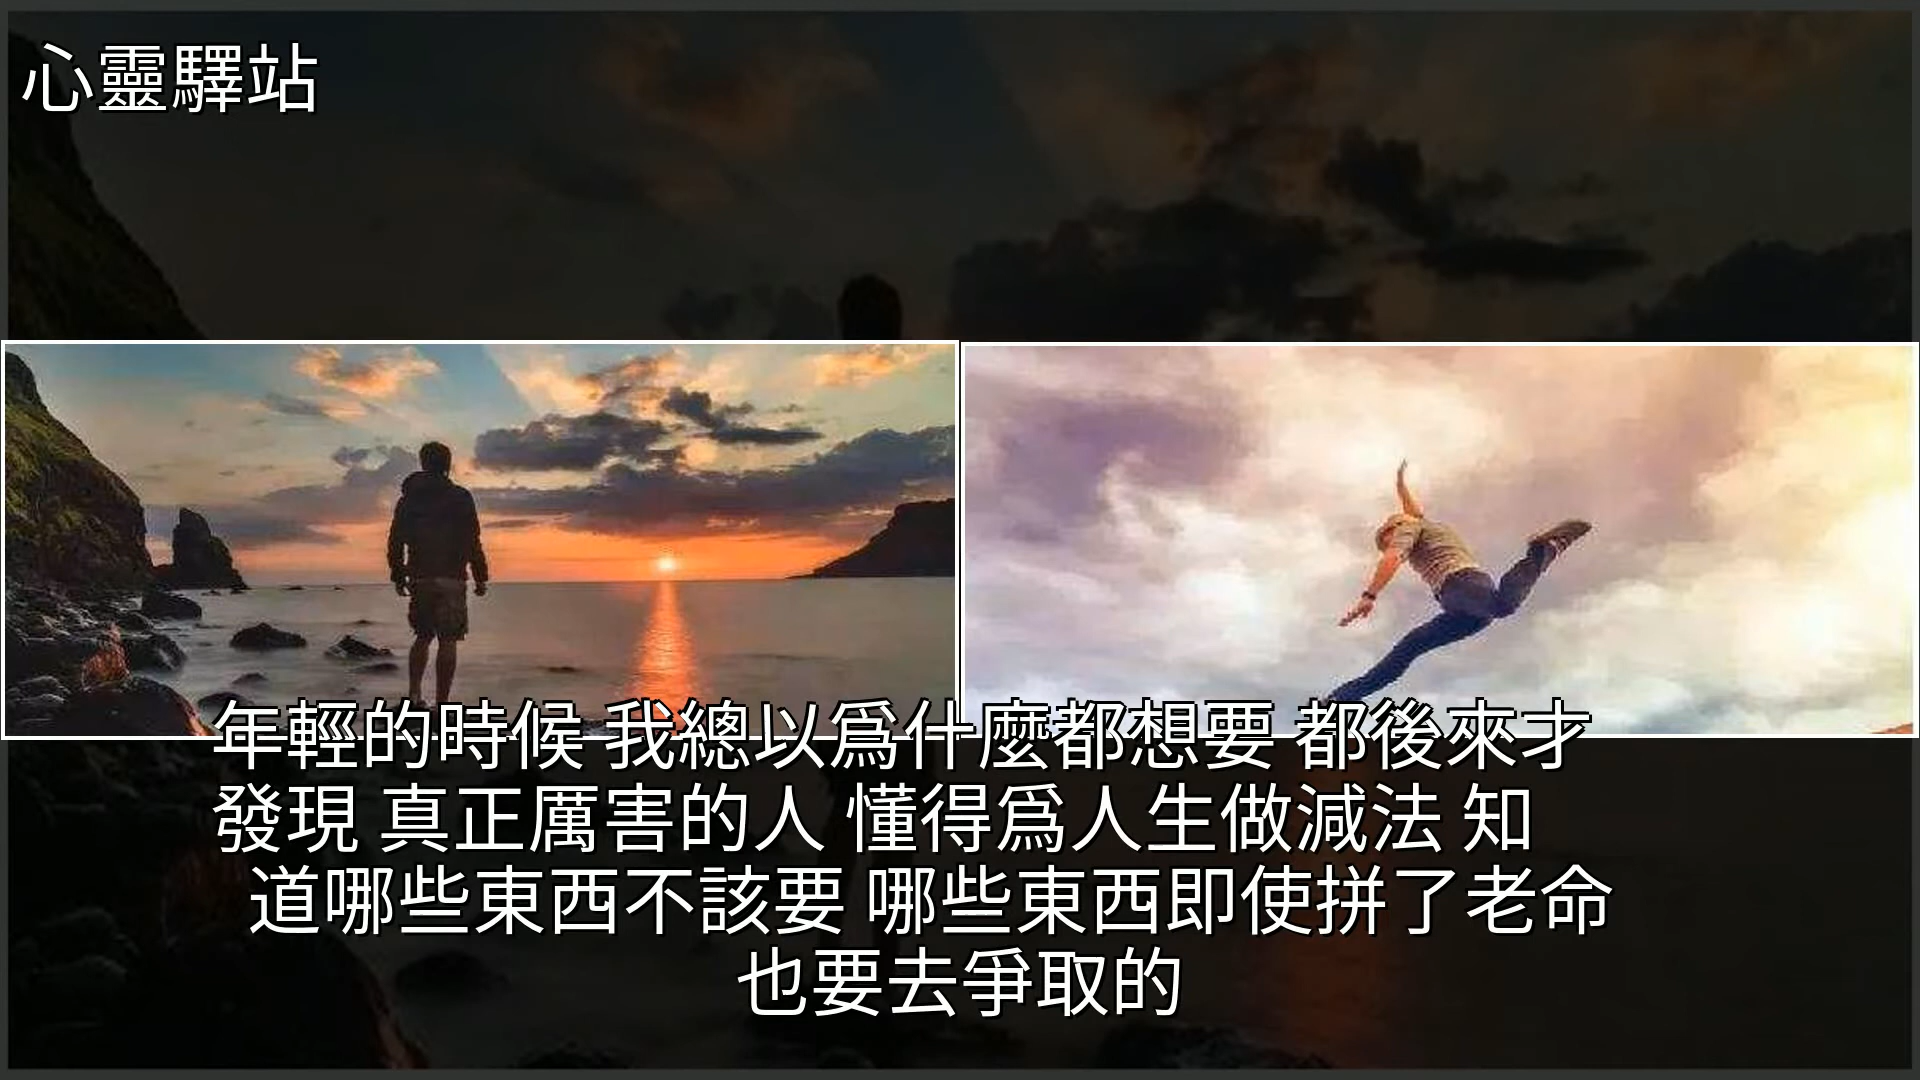 心靈驛站
年輕的時候 我總以爲什麼都想要 都後來才
發現 真正厲害的人 懂得爲人生做減法 知
道哪些東西不該要 哪些東西即使拼了老命
也要去爭取的